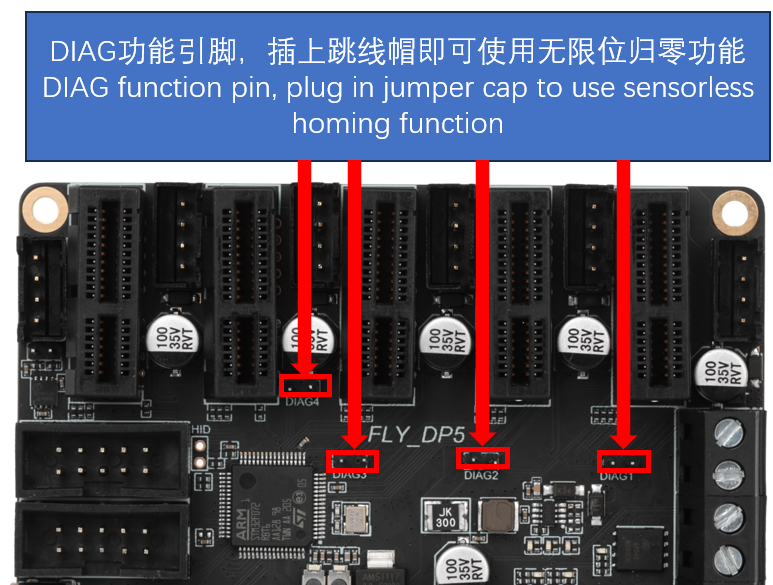 DIAG功能引脚，插上跳线帽即可使用无限位归零功能
DIAG function pin, plug in jumper cap to use sensorless
homing function
100
35V
RVT
100
35V
RVT
100
35V
RVT
100
35V
RVT
100
35V
RVT
DIAG4
HID
FLY_DP5
DIAG3
DIAG2
DIAG1
ARM
STM32F072
JK
300
100
35V
RVT